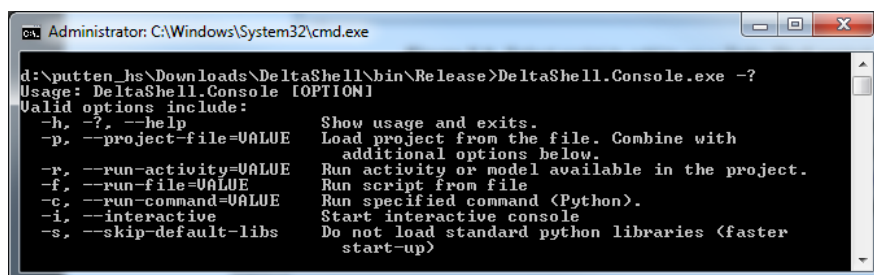 Administrator: C:\Windows\System32\cmd.exe
d:\putten_hs\Downloads\DeltaShell\bin\Release>DeltaShell.Console.exe -?
Usage: DeltaShell.Console [OPTION]
Valid options include:
-h, -?, --help Show usage and exits.
-p, --project-file=VALUE Load project from the file. Combine with
additional options below.
-r, --run-activity=VALUE Run activity or model available in the project.
-f, --run-file=VALUE Run script from file
-c, --run-command=VALUE Run specified command (Python).
-i, --interactive Start interactive console
-s, --skip-default-libs Do not load standard python libraries (faster
start-up)